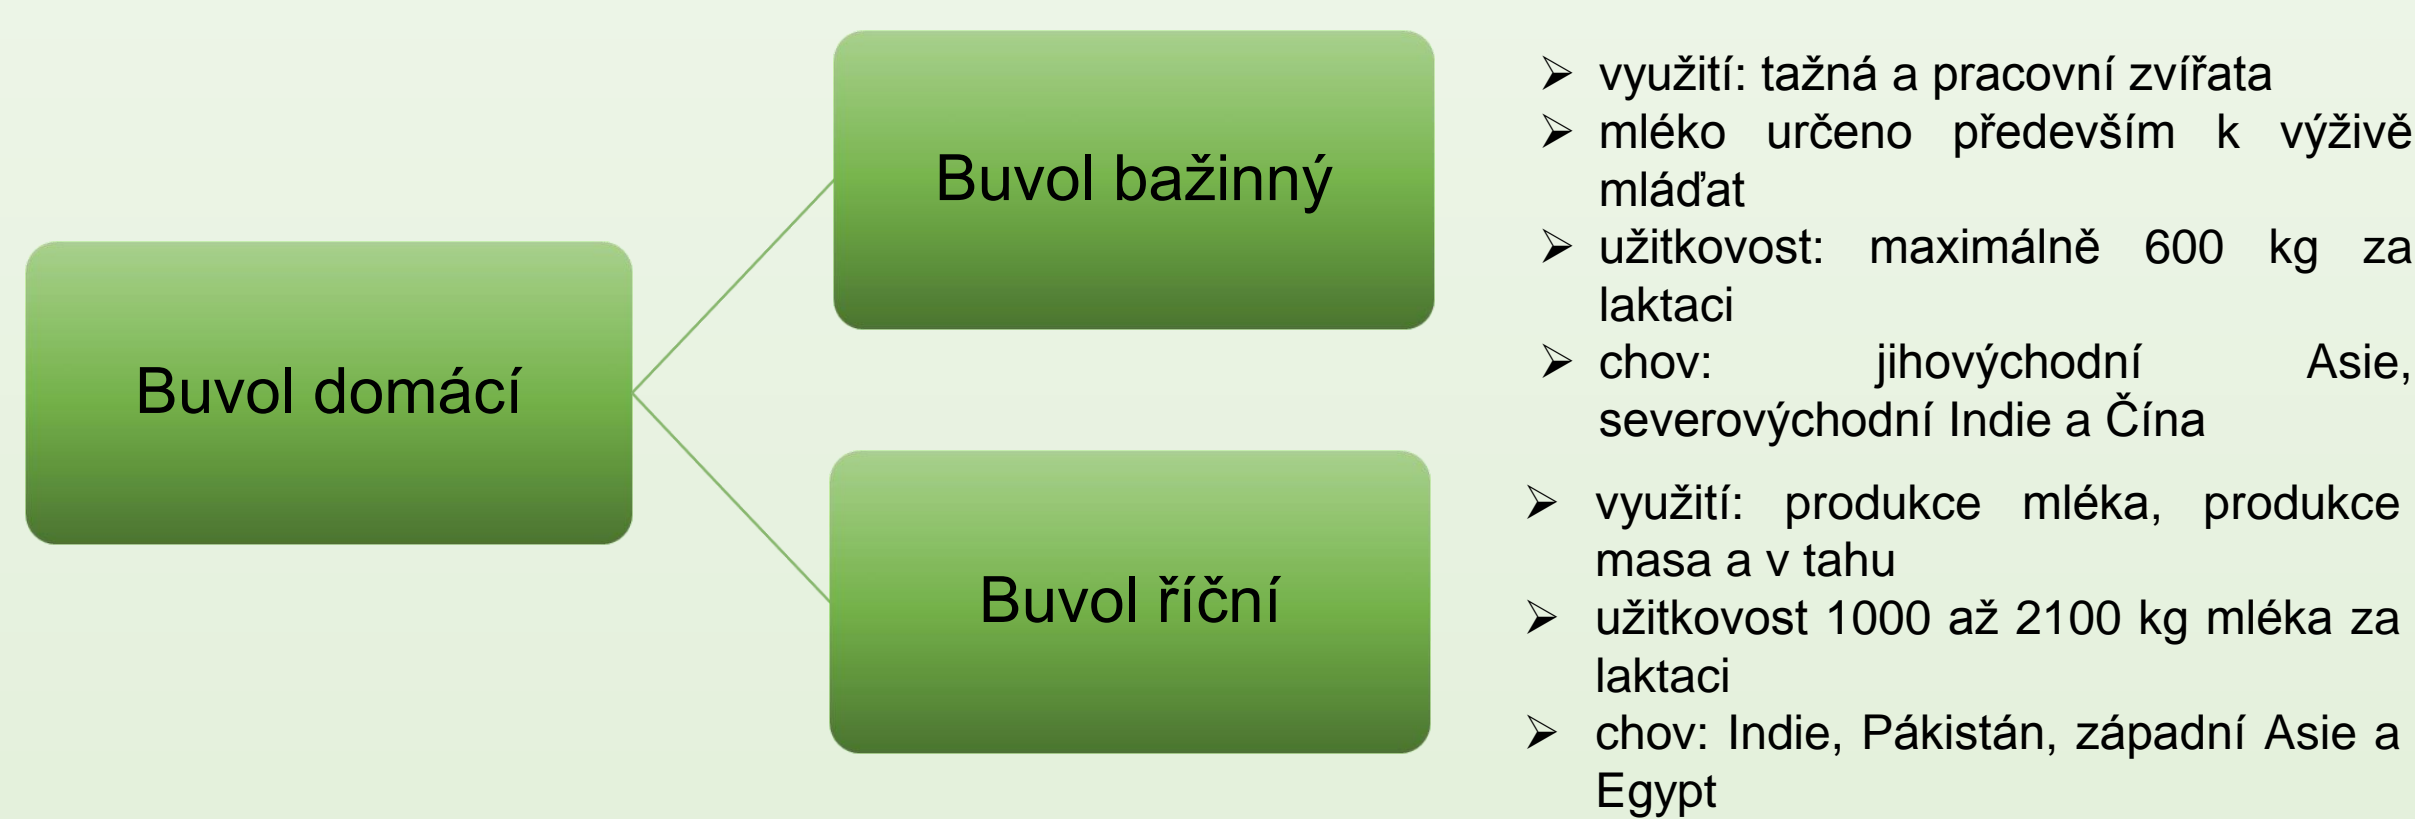 Buvol domácí
Buvol bažinný
➢ využití: tažná a pracovní zvířata
➢ mléko určeno především k výživě
mláďat
➢ užitkovost: maximálně 600 kg za
laktaci
➢ chov: jihovýchodní Asie,
severovýchodní Indie a Čína
Buvol říční
➢ využití: produkce mléka, produkce
masa a v tahu
➢ užitkovost 1000 až 2100 kg mléka za
laktaci
➢ chov: Indie, Pákistán, západní Asie a
Egypt